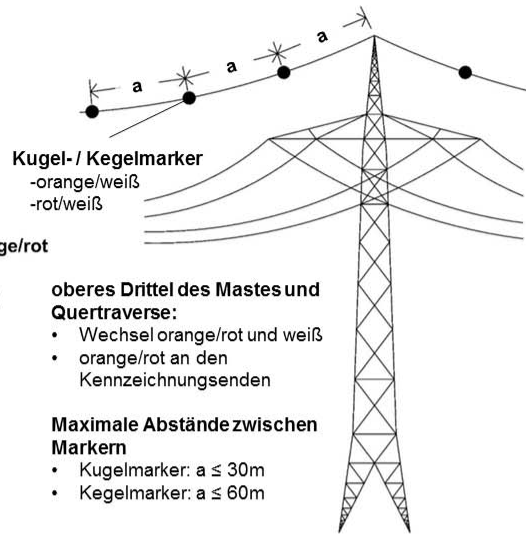 a
a
a
Kugel- / Kegelmarker
-orange/weiß
-rot/weiß
ge/rot
oberes Drittel des Mastes und
Quertraverse:
• Wechsel orange/rot und weiß
• orange/rot an den
Kennzeichnungsenden
Maximale Abstände zwischen
Markern
• Kugelmarker: a ≤ 30m
• Kegelmarker: a ≤ 60m